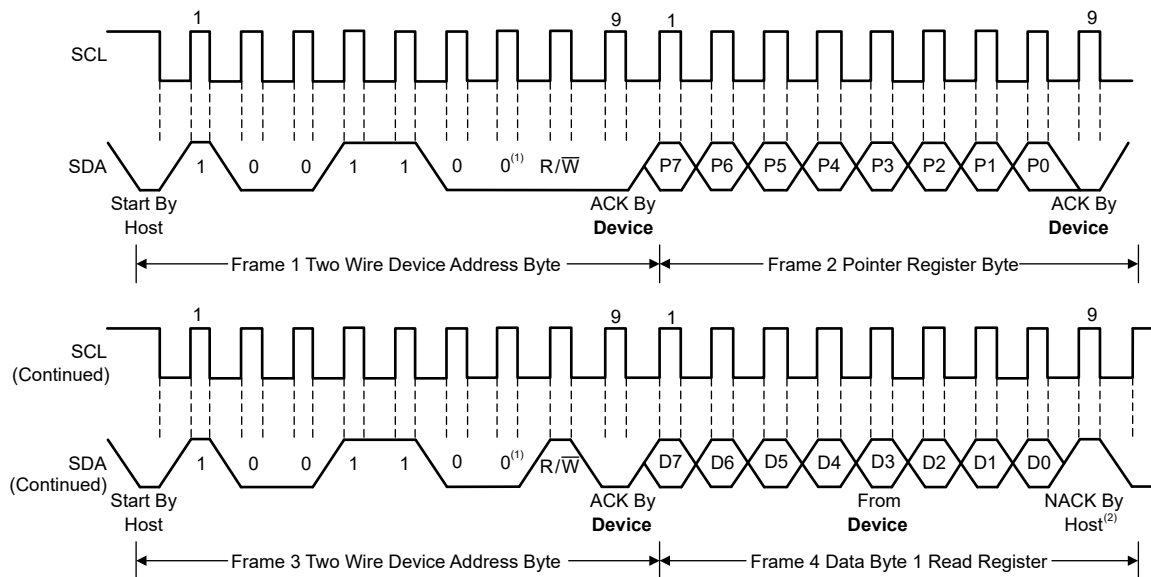 1 9 1 9
SCL
SDA 1 0 0 1 1 0 0(1) R/W̅ P7 P6 P5 P4 P3 P2 P1 P0
Start By ACK By ACK By
Host Device Device
Frame 1 Two Wire Device Address Byte Frame 2 Pointer Register Byte
1 9 1 9
SCL
(Continued)
SDA 1 0 0 1 1 0 0(1) R/W̅ D7 D6 D5 D4 D3 D2 D1 D0
(Continued)
Start By ACK By From NACK By
Host Device Device Host(2)
Frame 3 Two Wire Device Address Byte Frame 4 Data Byte 1 Read Register